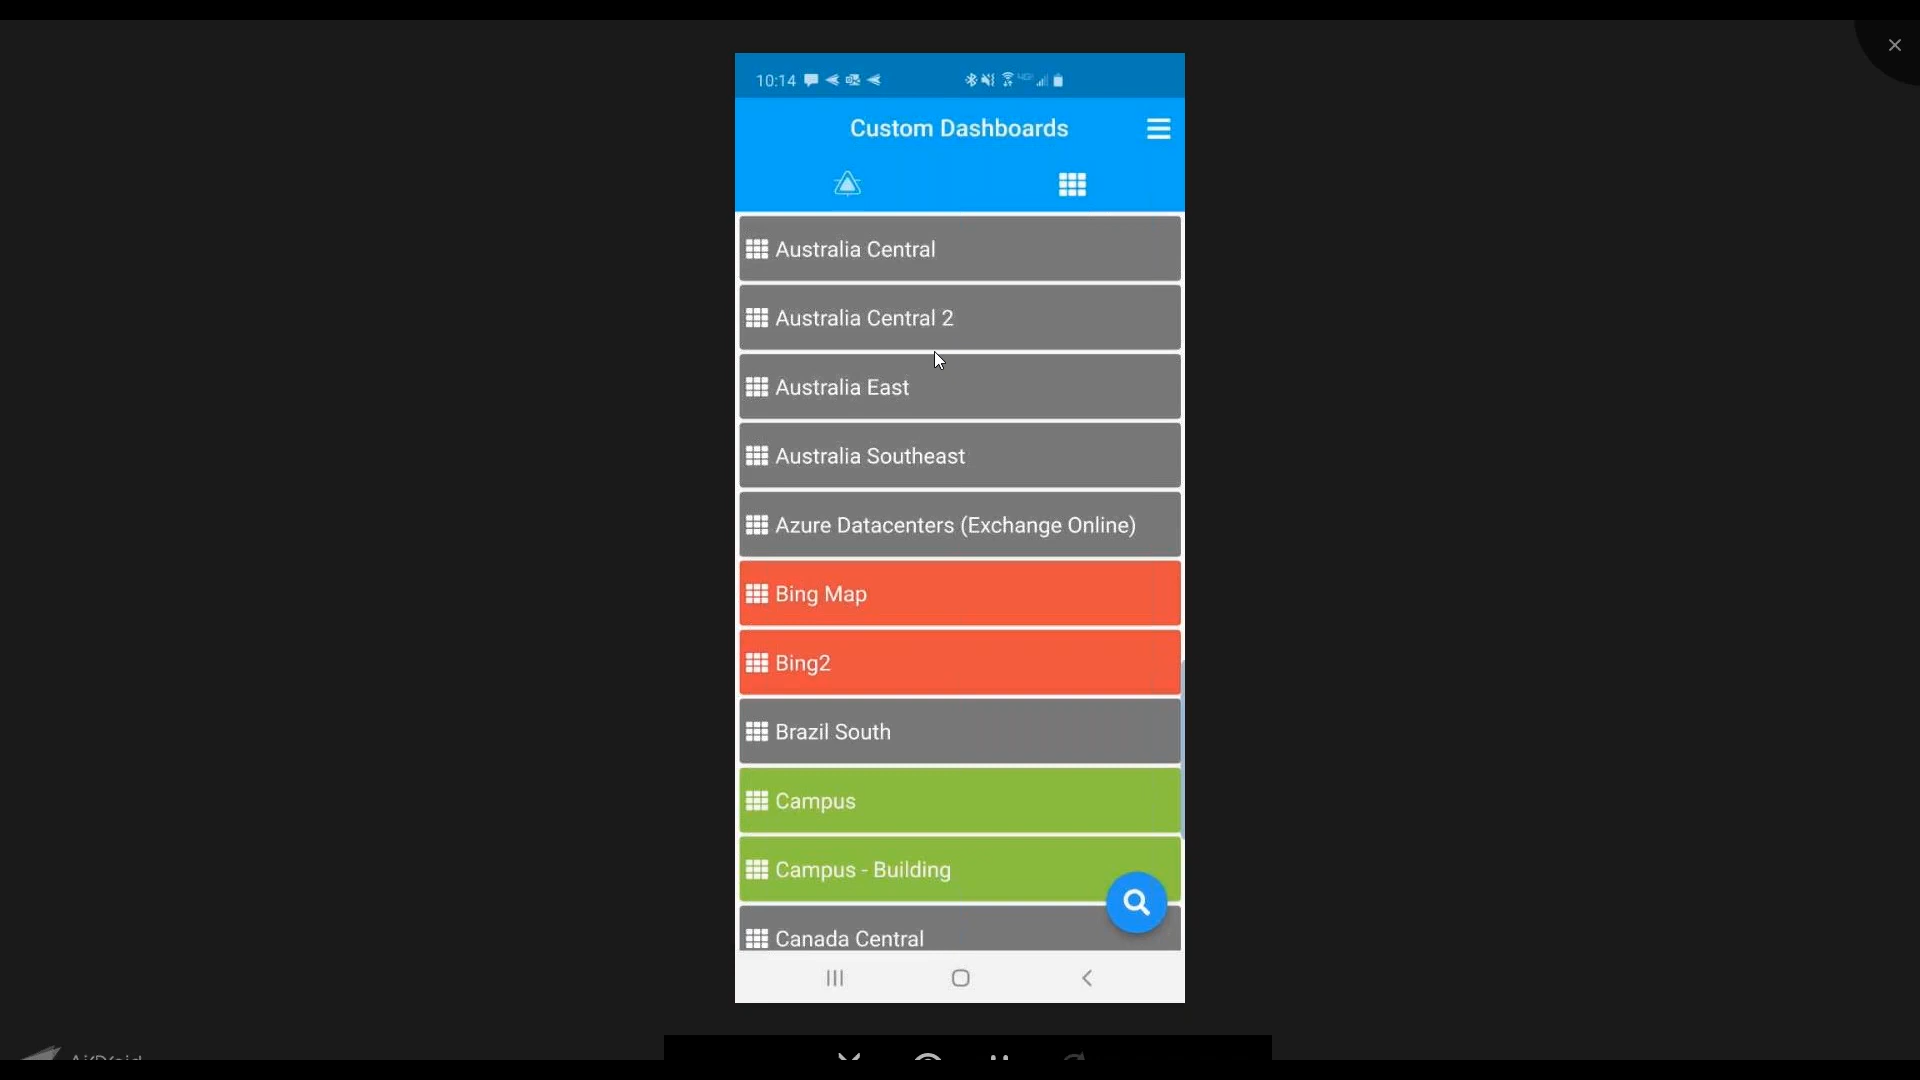 10:14
Custom Dashboards
Australia Central
Australia Central 2
Australia East
Australia Southeast
Azure Datacenters (Exchange Online)
Bing Map
Bing2
Brazil South
Campus
Campus - Building
Canada Central